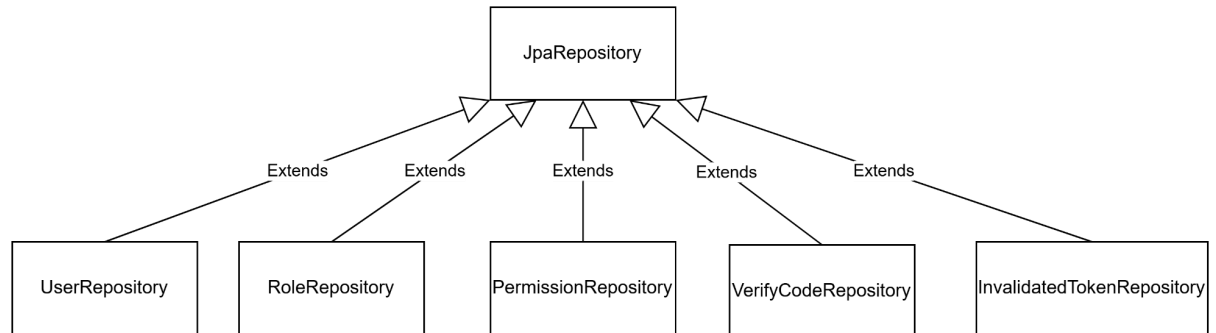 JpaRepository
Extends
Extends
Extends
Extends
Extends
UserRepository
RoleRepository
PermissionRepository
VerifyCodeRepository
InvalidatedTokenRepository